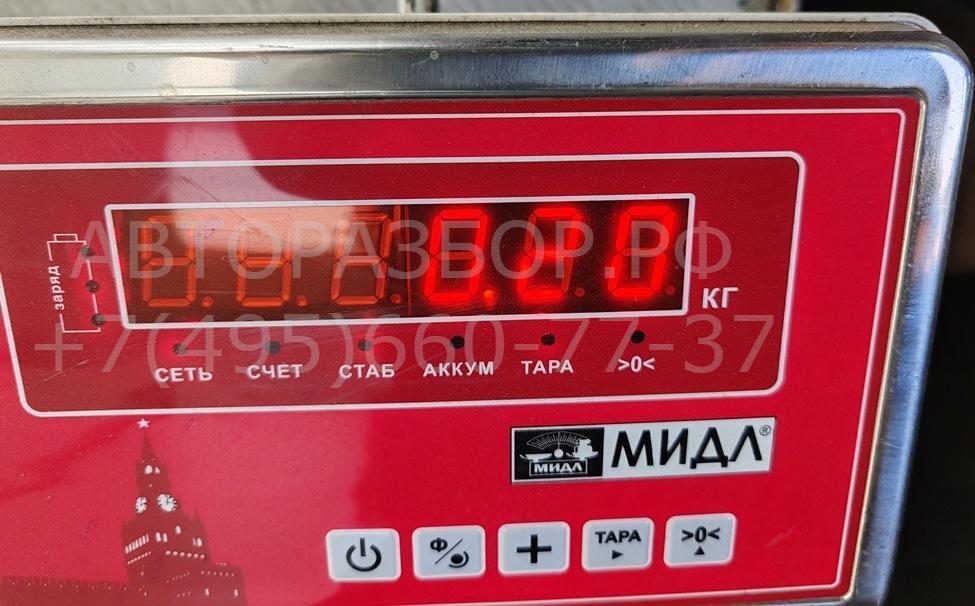 0.20
АВТОРАЗБОР.РФ
заряд
КГ
+7(495)660-77-37
СЕТЬ СЧЕТ СТАБ АККУМ ТАРА >0<
МИДЛ МИДЛ®
Ф ТАРА >0<